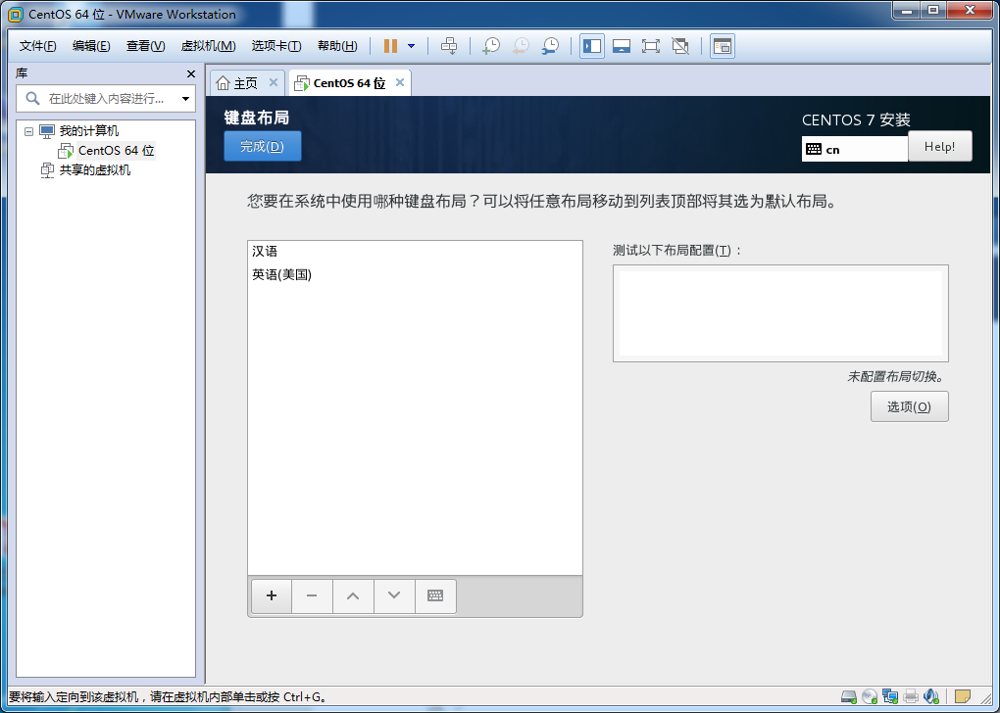 CentOS 64 位 - VMware Workstation
文件(F) 编辑(E) 查看(V) 虚拟机(M) 选项卡(T) 帮助(H)
库
在此处键入内容进行...
我的计算机
CentOS 64 位
共享的虚拟机
主页 CentOS 64 位
键盘布局
完成(D)
CENTOS 7 安装
cn
Help!
您要在系统中使用哪种键盘布局？可以将任意布局移动到列表顶部将其选为默认布局。
汉语
英语(美国)
测试以下布局配置(T)：
未配置布局切换。
选项(O)
要将输入定向到该虚拟机，请在虚拟机内部单击或按 Ctrl+G。